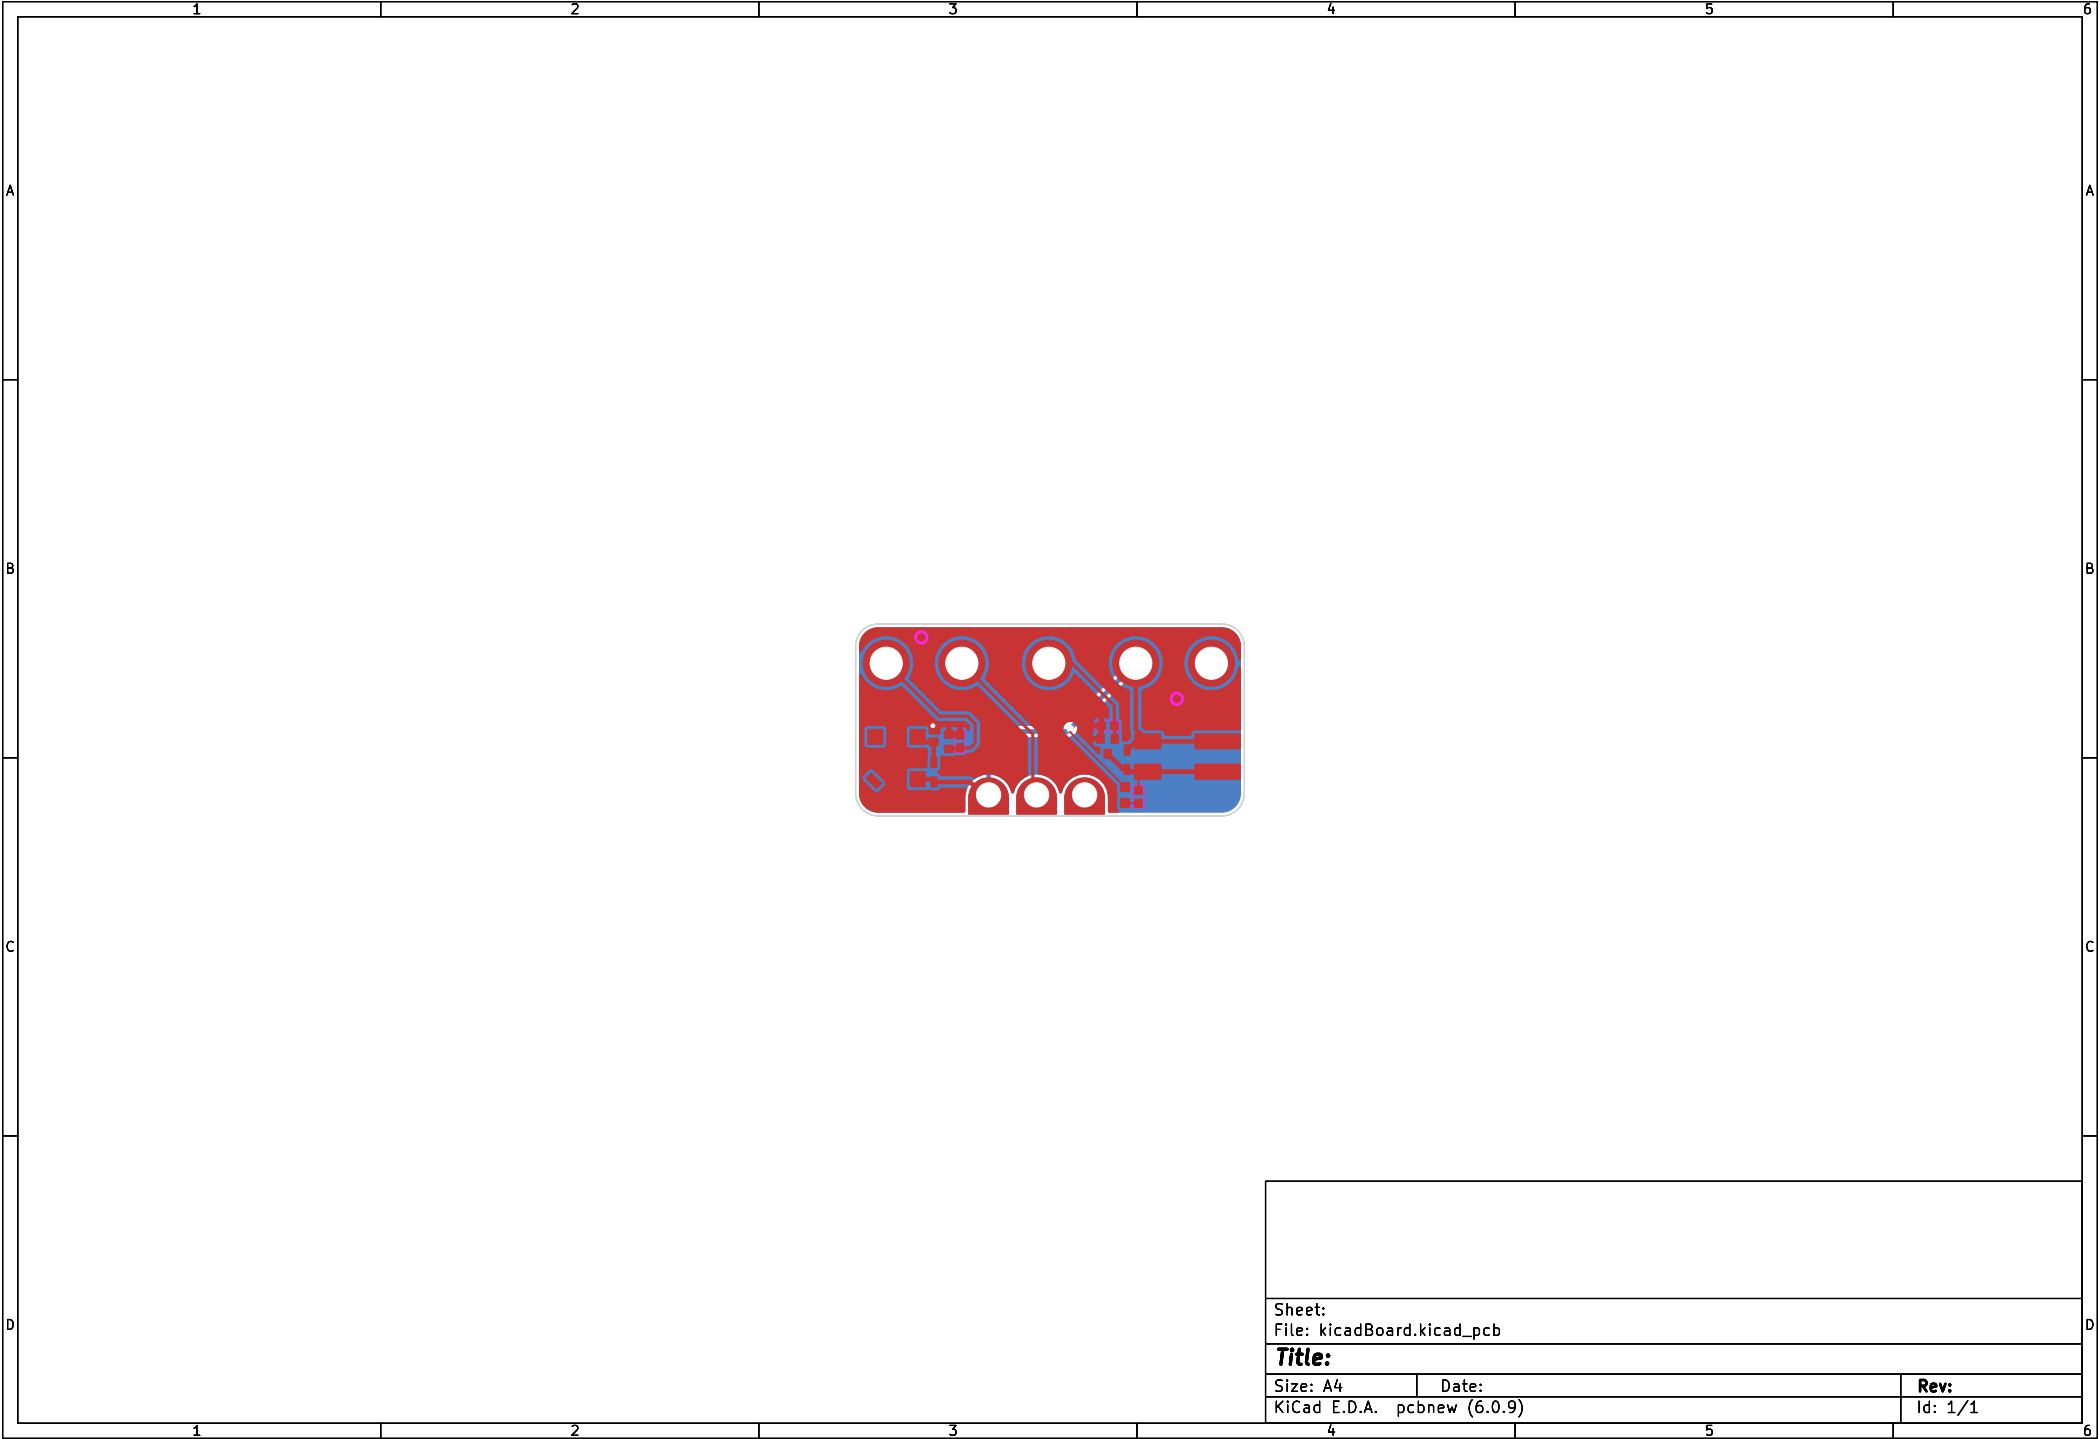 1 2 3 4 5 6
A A
B B
C C
D D
Sheet:
File: kicadBoard.kicad_pcb
Title:
Size: A4 Date: Rev:
KiCad E.D.A. pcbnew (6.0.9) Id: 1/1
1 2 3 4 5 6